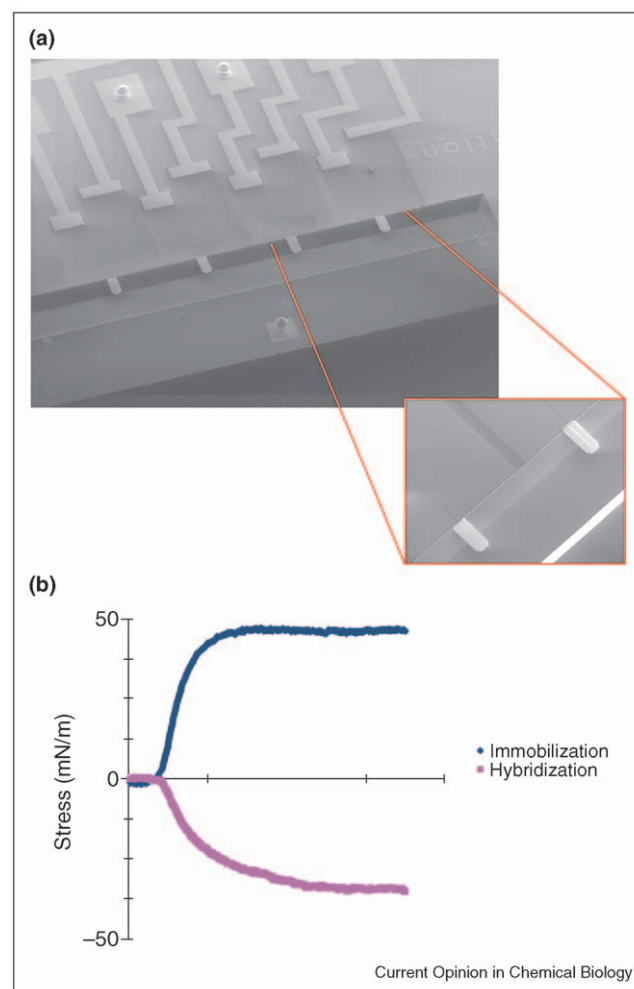 (a)
(b)
50
0
−50
Stress (mN/m)
Immobilization
Hybridization
Current Opinion in Chemical Biology